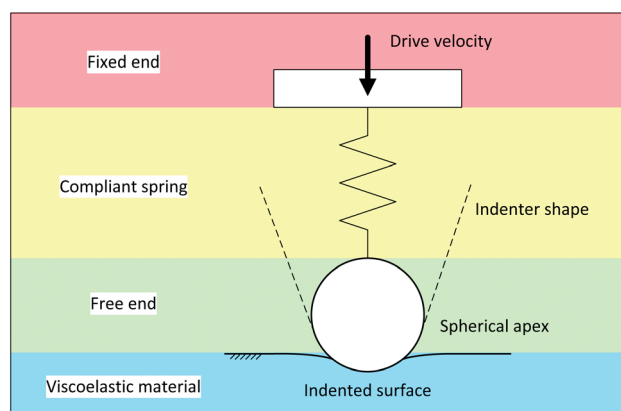 Drive velocity
Fixed end
Compliant spring
Indenter shape
Free end
Spherical apex
Viscoelastic material
Indented surface